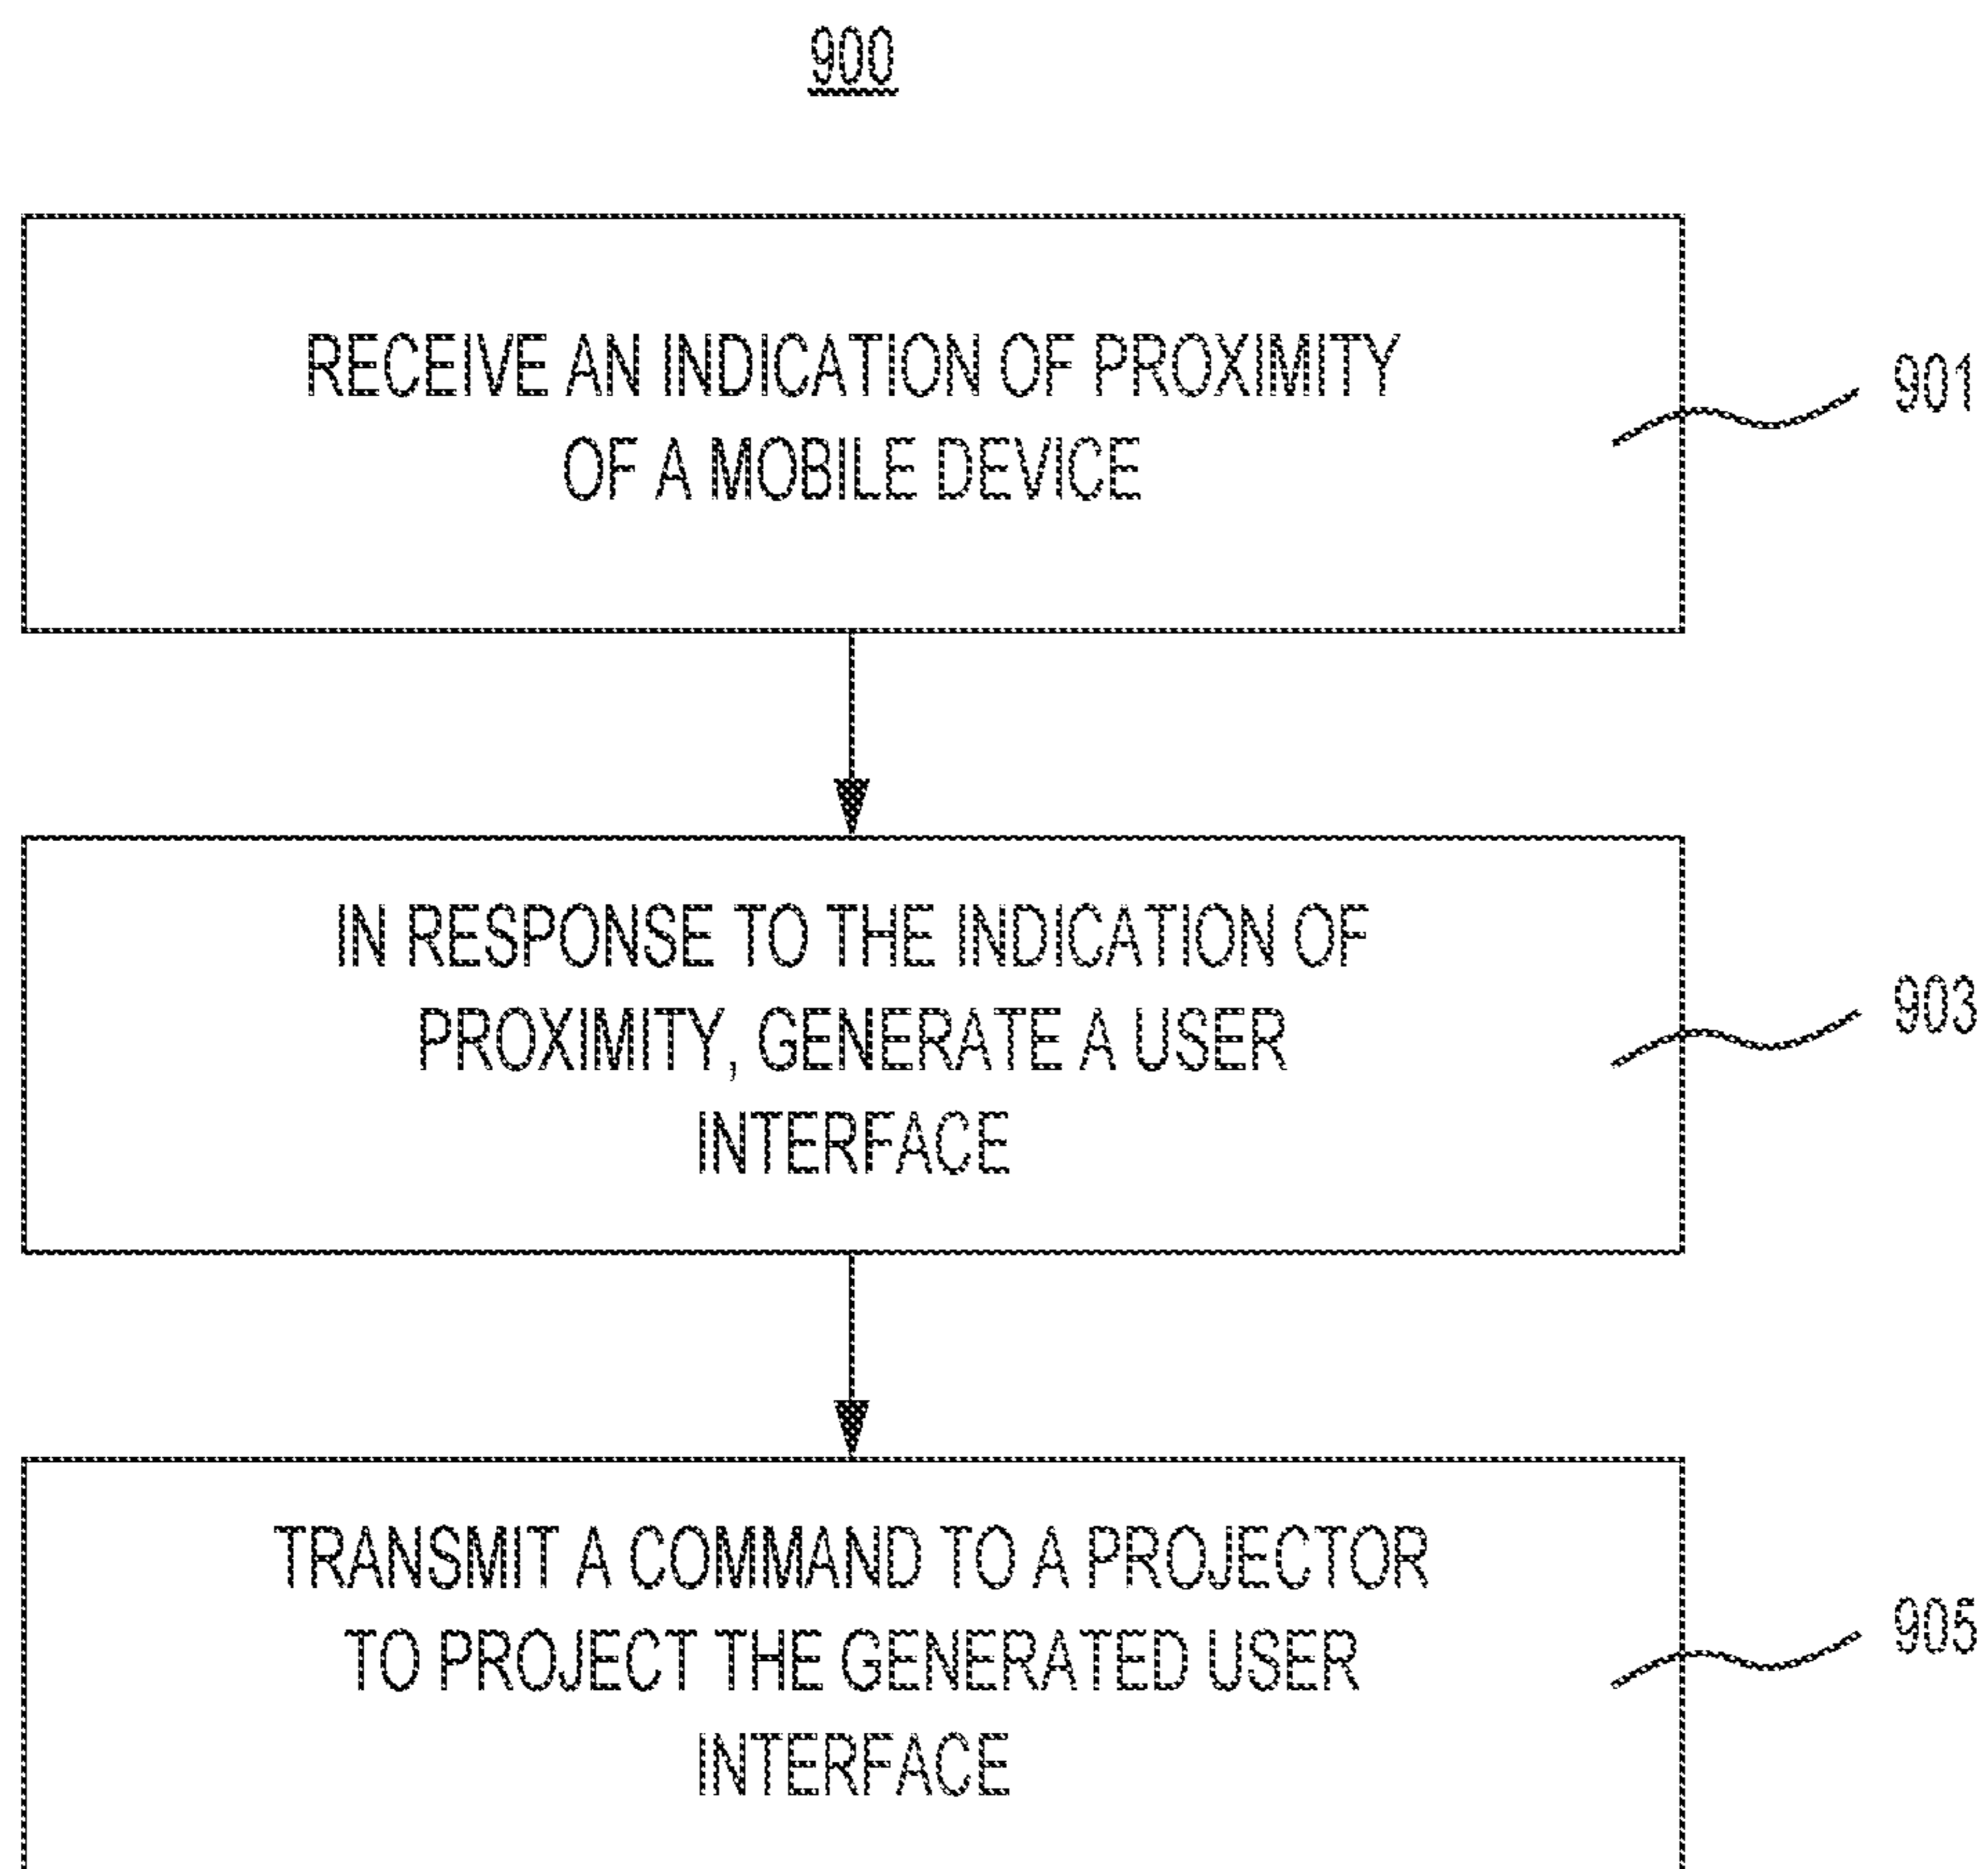 900
RECEIVE AN INDICATION OF PROXIMITY
OF A MOBILE DEVICE
901
IN RESPONSE TO THE INDICATION OF
PROXIMITY, GENERATE A USER
INTERFACE
903
TRANSMIT A COMMAND TO A PROJECTOR
TO PROJECT THE GENERATED USER
INTERFACE
905